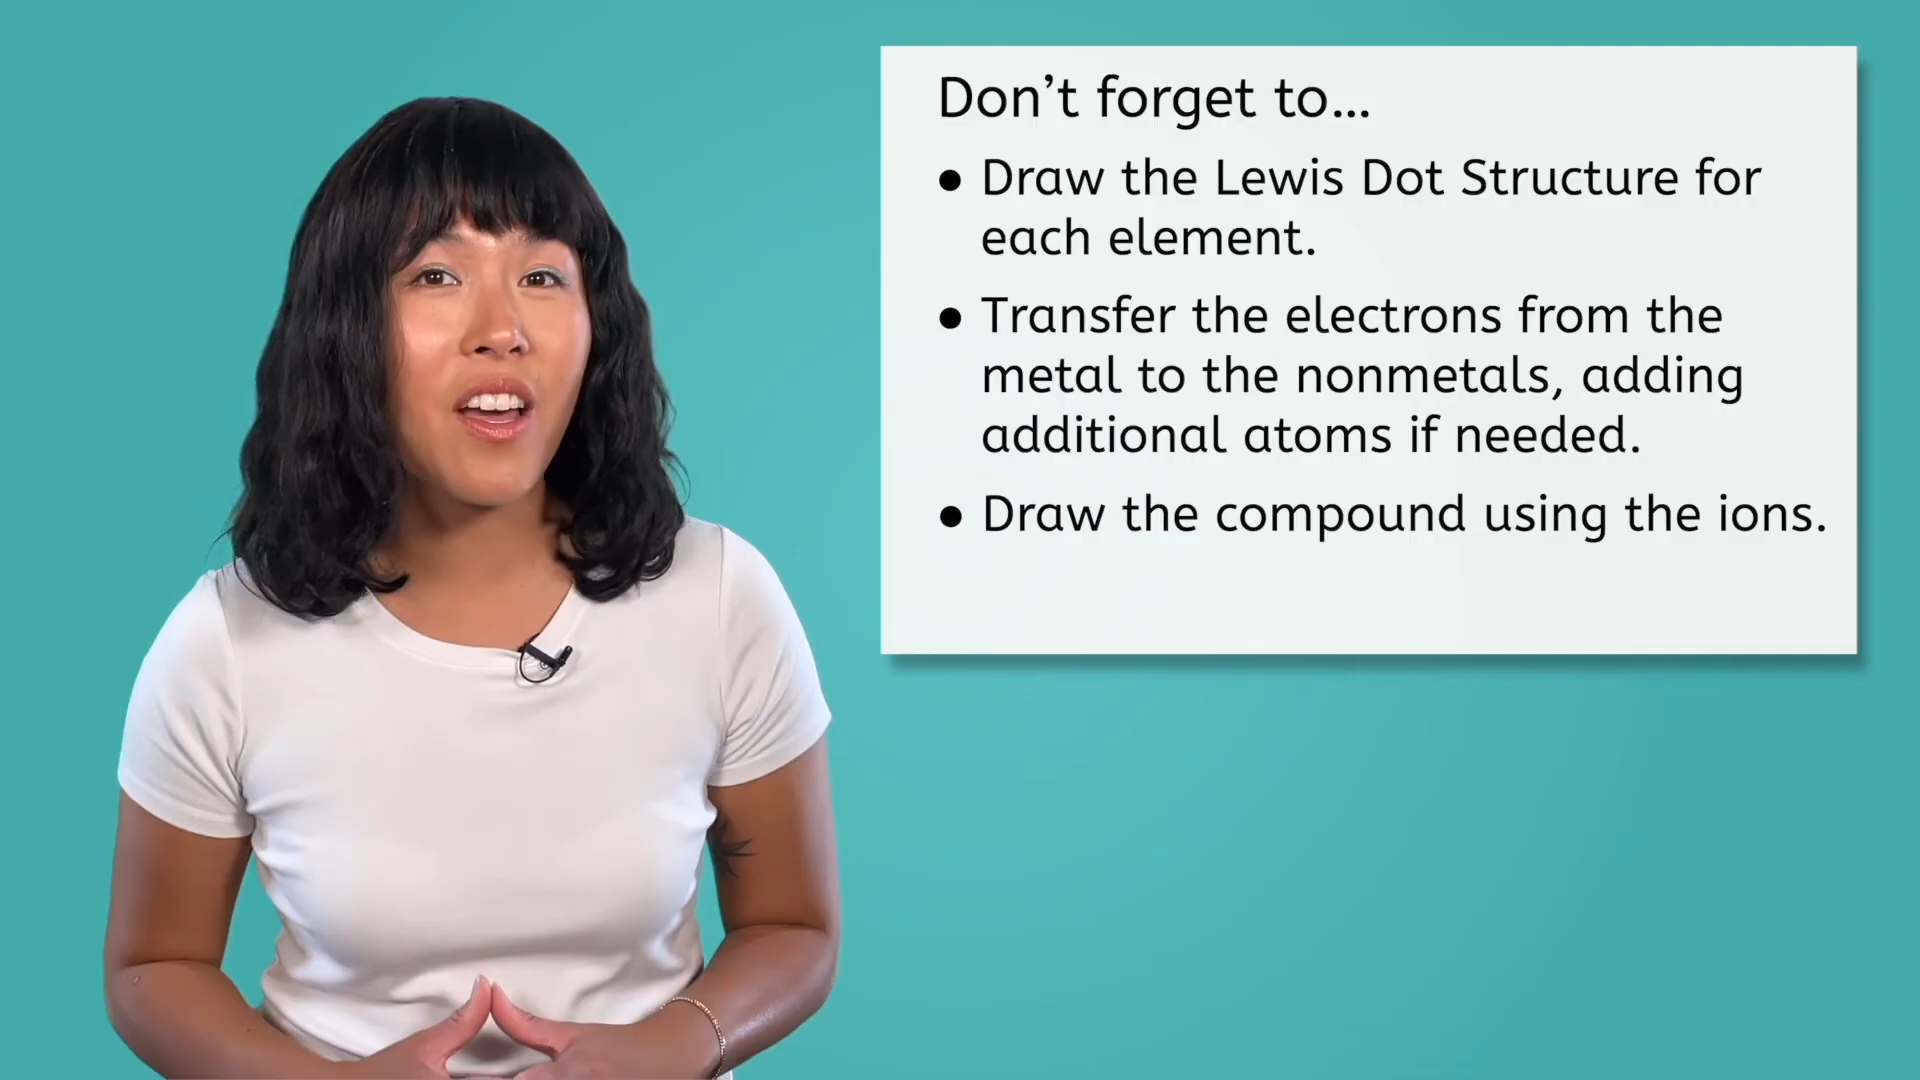 Don’t forget to...
● Draw the Lewis Dot Structure for
each element.
● Transfer the electrons from the
metal to the nonmetals, adding
additional atoms if needed.
● Draw the compound using the ions.